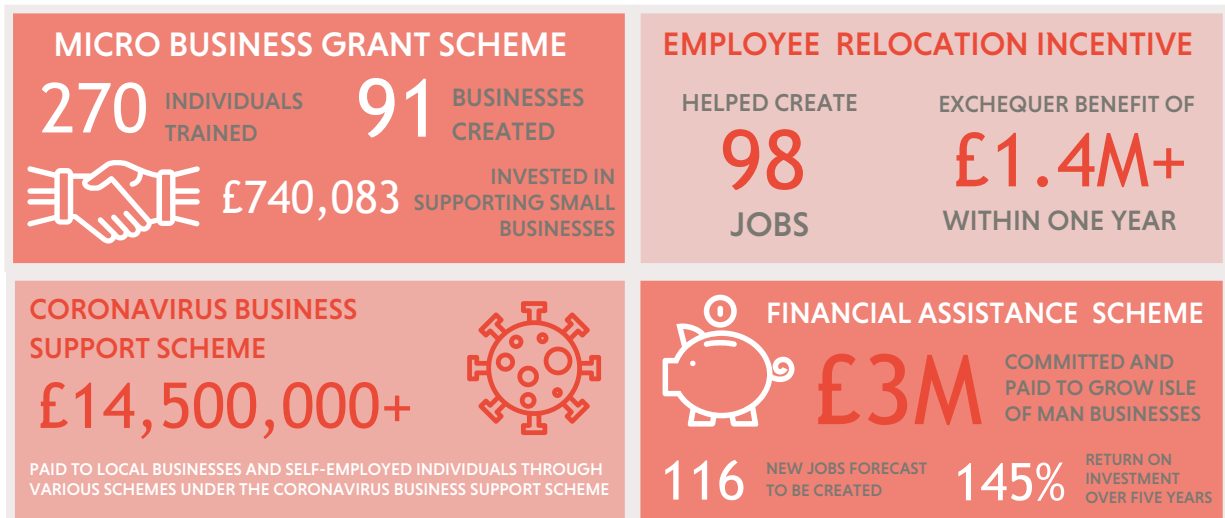 MICRO BUSINESS GRANT SCHEME
270 INDIVIDUALS
TRAINED
91 BUSINESSES
CREATED
£740,083 INVESTED IN
SUPPORTING SMALL
BUSINESSES
EMPLOYEE RELOCATION INCENTIVE
HELPED CREATE
98
JOBS
EXCHEQUER BENEFIT OF
£1.4M+
WITHIN ONE YEAR
CORONAVIRUS BUSINESS
SUPPORT SCHEME
£14,500,000+
PAID TO LOCAL BUSINESSES AND SELF-EMPLOYED INDIVIDUALS THROUGH
VARIOUS SCHEMES UNDER THE CORONAVIRUS BUSINESS SUPPORT SCHEME
FINANCIAL ASSISTANCE SCHEME
£3M COMMITTED AND
PAID TO GROW ISLE
OF MAN BUSINESSES
116 NEW JOBS FORECAST
TO BE CREATED
145% RETURN ON
INVESTMENT
OVER FIVE YEARS